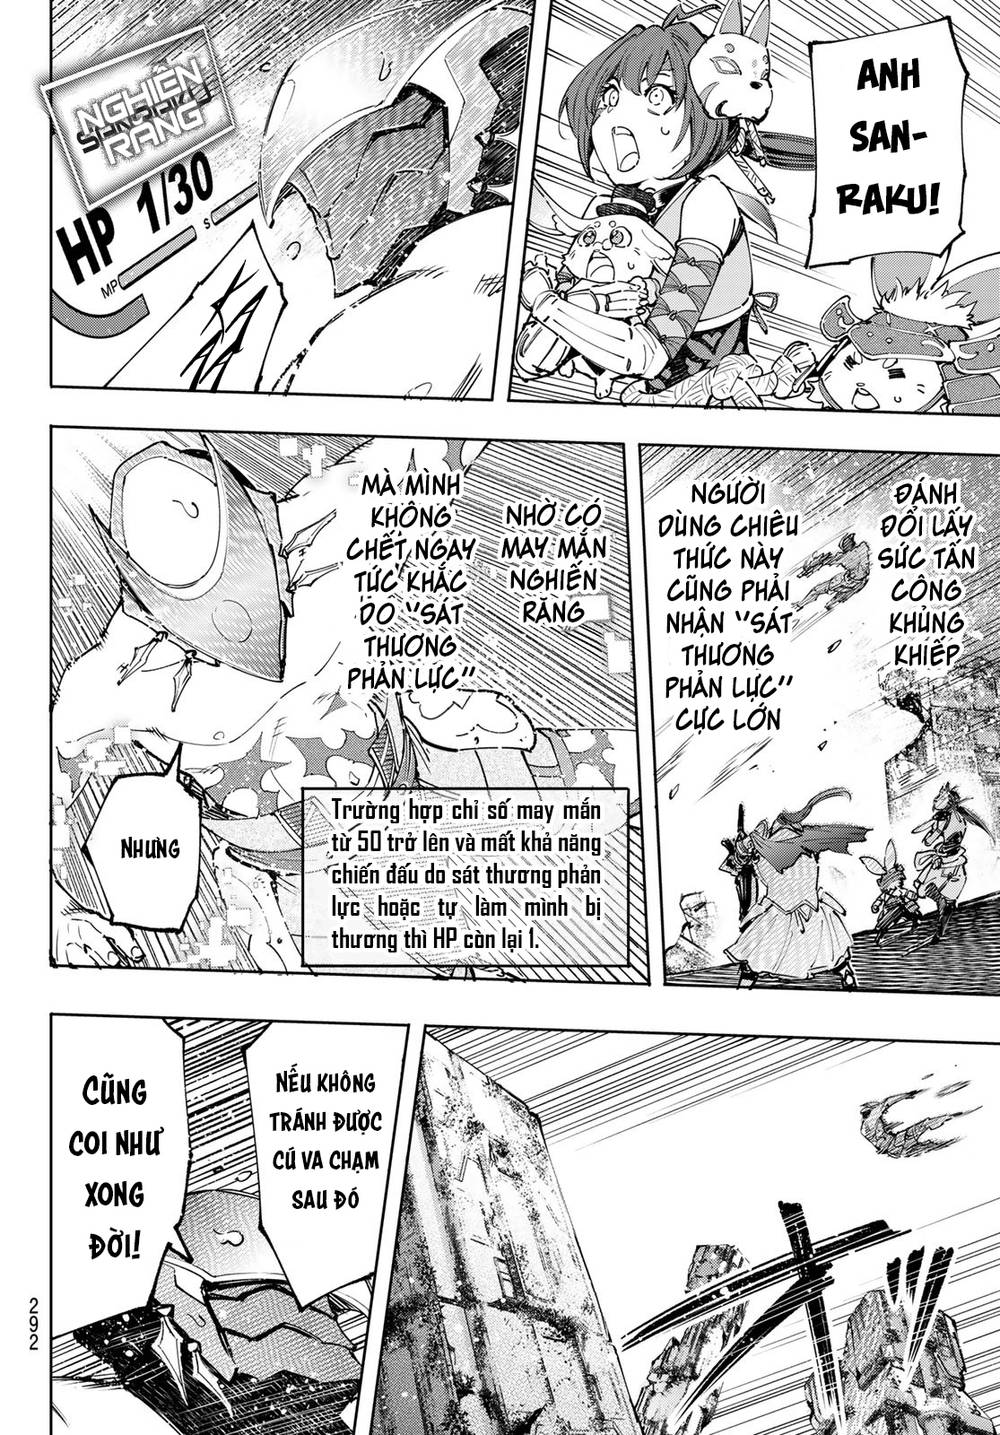 ANH
SAN-
RAKU!
NGHIẾN
RĂNG
HP 1/30
MP
S
ĐÁNH
ĐỔI LẤY
SỨC TẤN
CÔNG
KHỦNG
KHIẾP
NGƯỜI
DÙNG CHIÊU
THỨC NÀY
CŨNG PHẢI
NHẬN “SÁT
THƯƠNG
PHẢN LỰC”
CỰC LỚN
NHỜ CÓ
MAY MẮN
NGHIẾN
RĂNG
MÀ MÌNH
KHÔNG
CHẾT NGAY
TỨC KHẮC
DO “SÁT
THƯƠNG
PHẢN LỰC”
Trường hợp chỉ số may mắn
từ 50 trở lên và mất khả năng
chiến đấu do sát thương phản
lực hoặc tự làm mình bị
thương thì HP còn lại 1.
NHƯNG
NẾU KHÔNG
TRÁNH ĐƯỢC
CÚ VA CHẠM
SAU ĐÓ
CŨNG
COI NHƯ
XONG
ĐỜI!
292